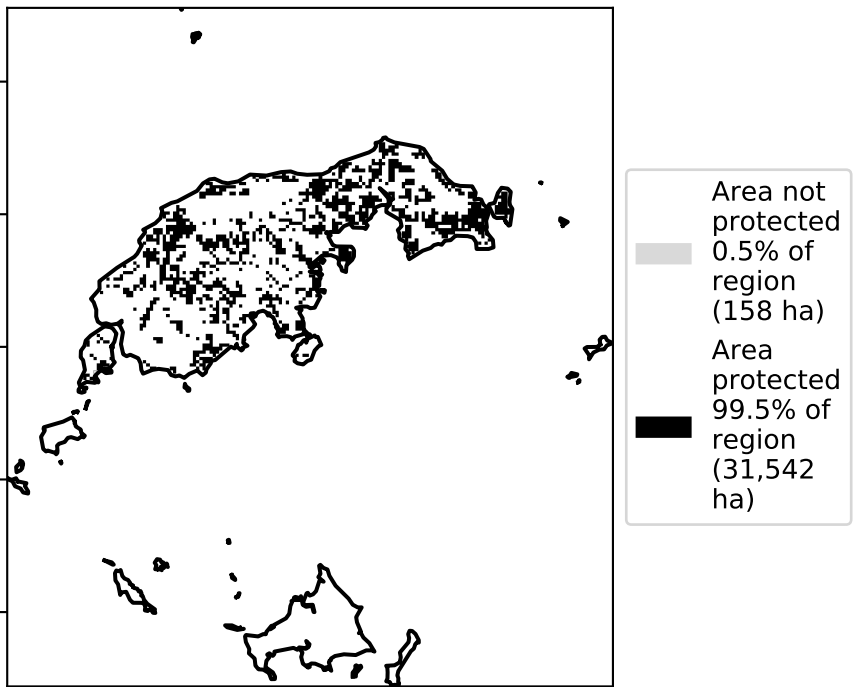 Area not
protected
0.5% of
region
(158 ha)
Area
protected
99.5% of
region
(31,542
ha)